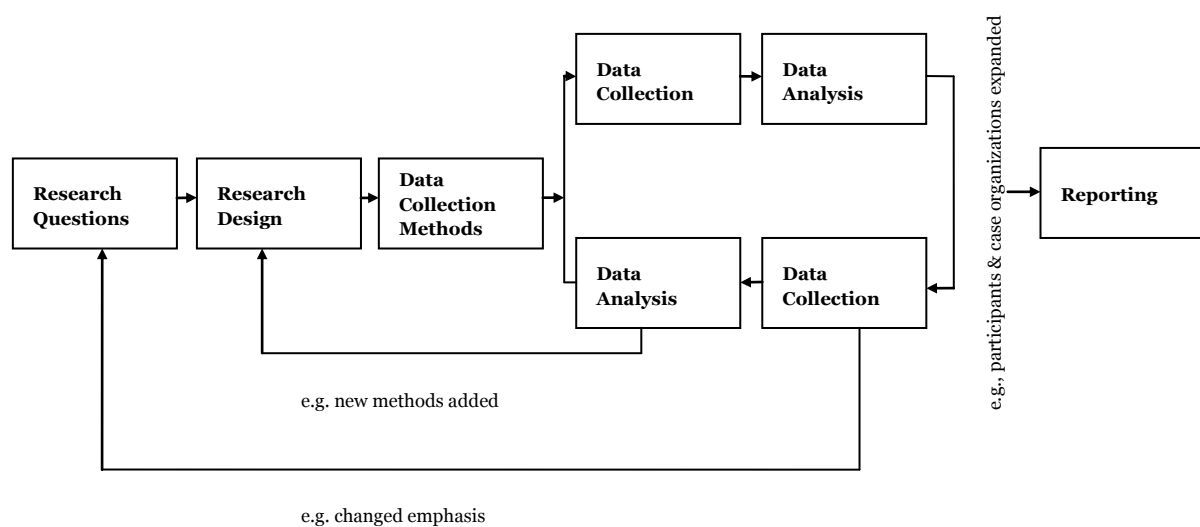 Data
Collection
Data
Analysis
e.g., participants & case organizations expanded
Research
Questions
Research
Design
Data
Collection
Methods
Reporting
Data
Analysis
Data
Collection
e.g. new methods added
e.g. changed emphasis